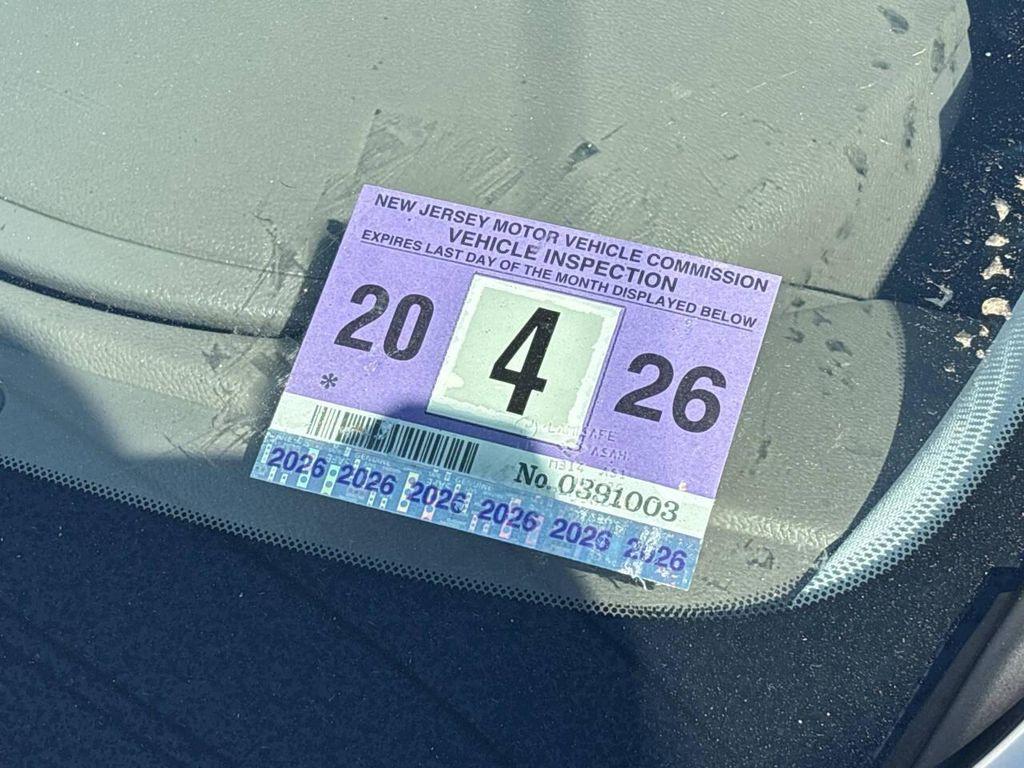 NEW JERSEY MOTOR VEHICLE COMMISSION
VEHICLE INSPECTION
EXPIRES LAST DAY OF THE MONTH DISPLAYED BELOW
20 4 26
*
No. 0391003
2026 2026 2026 2026 2026 2026